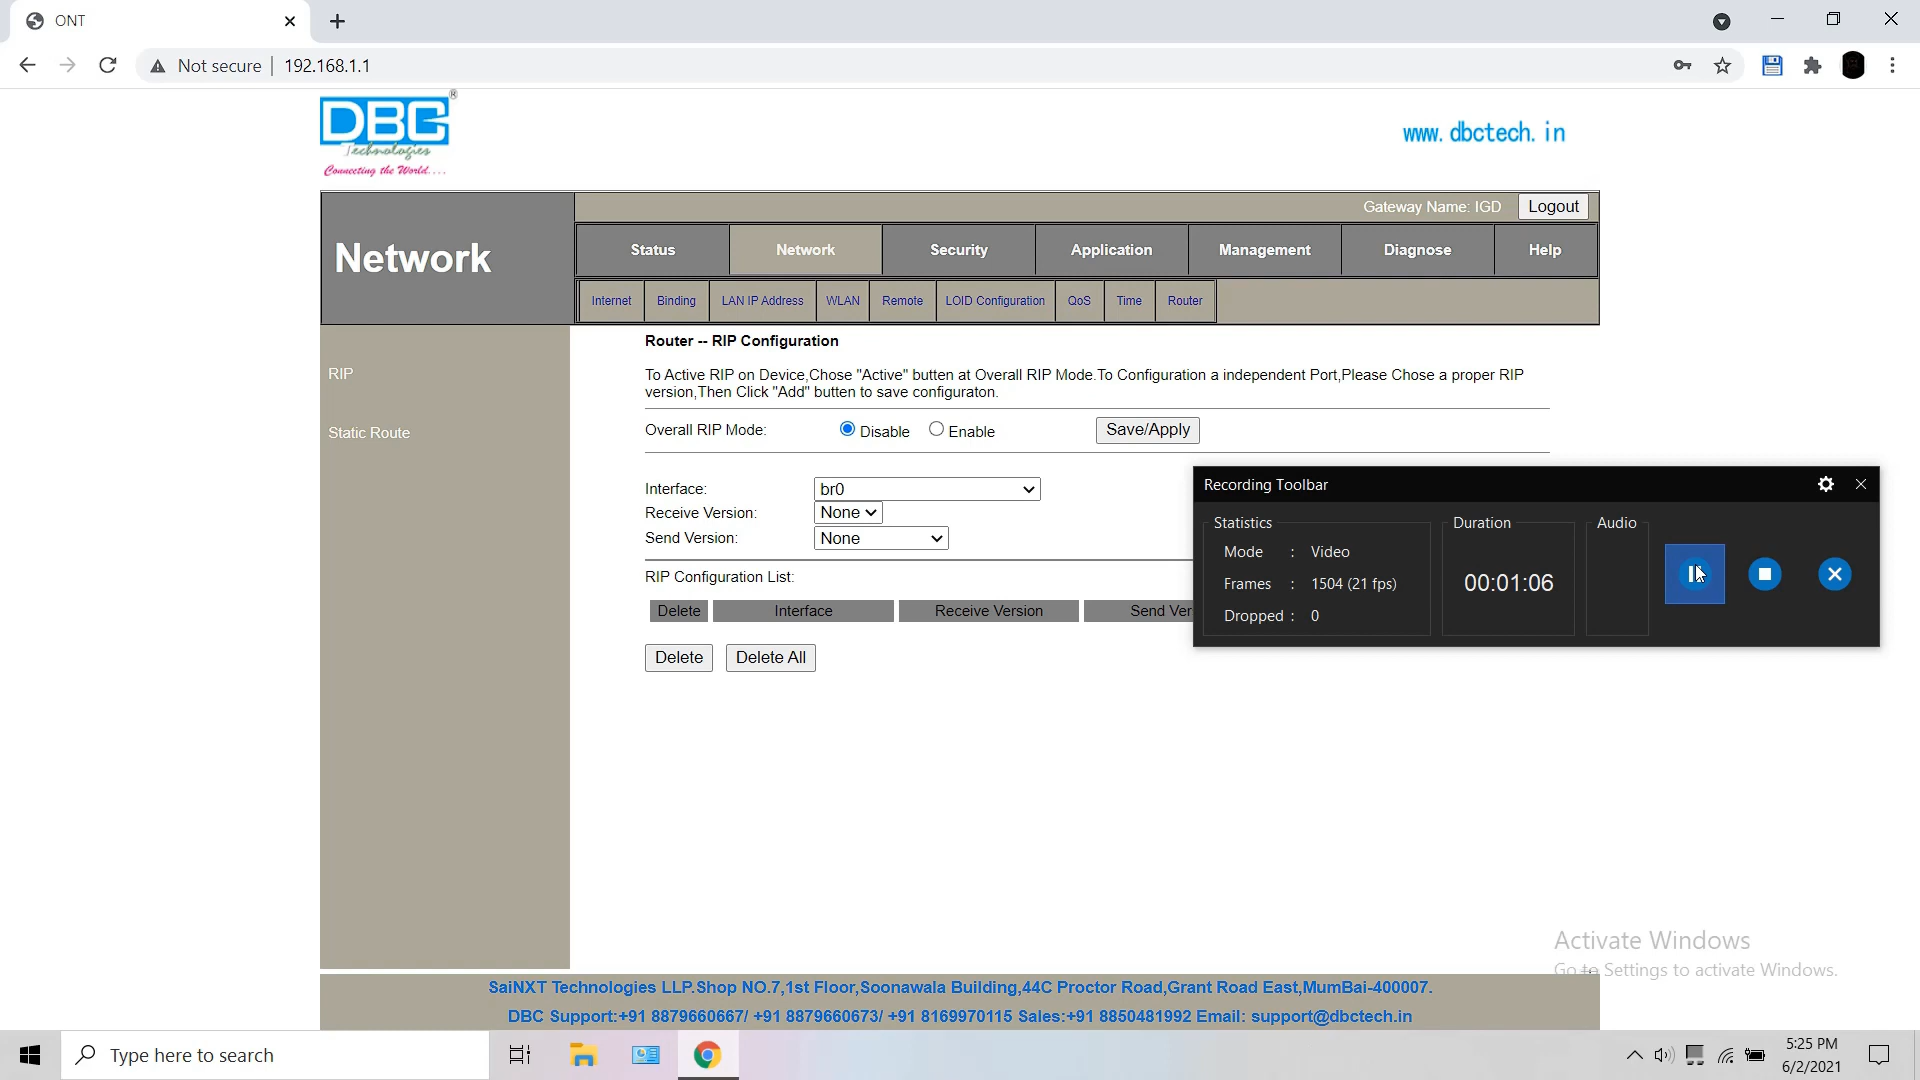 ONT
Not secure
192.168.1.1
DBC
®
Technologies
Connecting the World....
www. dbctech. in
Gateway Name: IGD
Logout
Network
Status
Network
Security
Application
Management
Diagnose
Help
Internet
Binding
LAN IP Address
WLAN
Remote
LOID Configuration
QoS
Time
Router
RIP
Static Route
Router -- RIP Configuration
To Active RIP on Device,Chose "Active" butten at Overall RIP Mode.To Configuration a independent Port,Please Chose a proper RIP
version,Then Click "Add" butten to save configuraton.
Overall RIP Mode:
Disable
Enable
Save/Apply
Interface:
br0
Receive Version:
None
Send Version:
None
RIP Configuration List:
Delete
Interface
Receive Version
Send Ver
Delete
Delete All
Recording Toolbar
Statistics
Mode : Video
Frames : 1504 (21 fps)
Dropped : 0
Duration
00:01:06
Audio
Activate Windows
Go to Settings to activate Windows.
SaiNXT Technologies LLP.Shop NO.7,1st Floor,Soonawala Building,44C Proctor Road,Grant Road East,MumBai-400007.
DBC Support:+91 8879660667/ +91 8879660673/ +91 8169970115 Sales:+91 8850481992 Email: support@dbctech.in
Type here to search
5:25 PM
6/2/2021